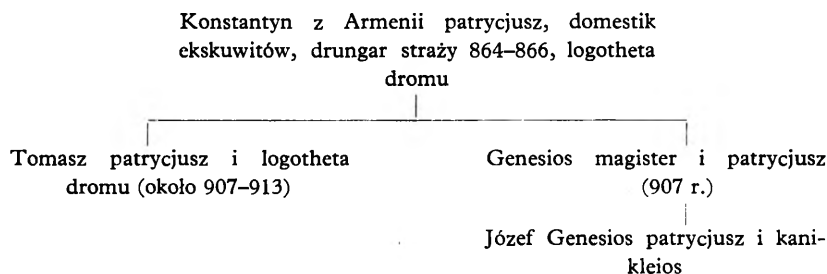 Konstantyn z Armenii patrycjusz, domestik
ekskuwitów, drungar straży 864–866, logotheta
dromu
Tomasz patrycjusz i logotheta
dromu (około 907–913)
Genesios magister i patrycjusz
(907 r.)
Józef Genesios patrycjusz i kani-
kleios